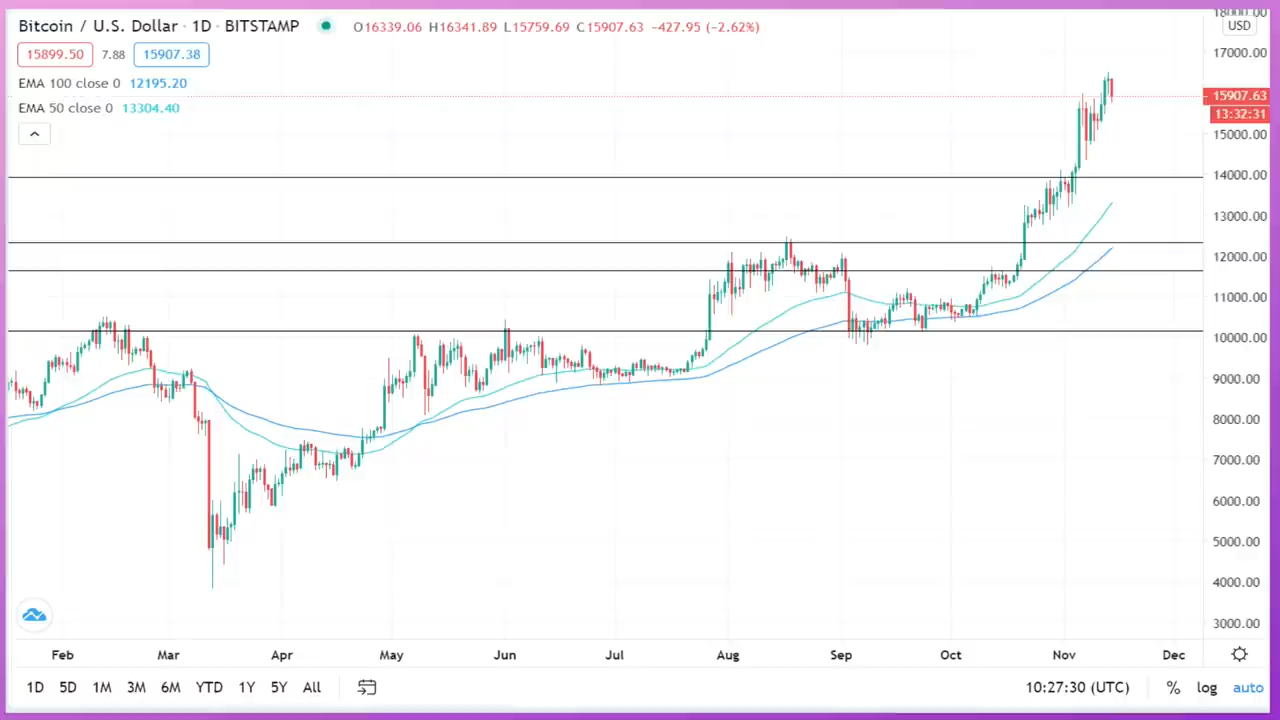 Bitcoin / U.S. Dollar · 1D · BITSTAMP O16339.06 H16341.89 L15759.69 C15907.63 −427.95 (−2.62%)
15899.50 7.88 15907.38
EMA 100 close 0 12195.20
EMA 50 close 0 13304.40
18000.00
USD
17000.00
15907.63
13:32:31
15000.00
14000.00
13000.00
12000.00
11000.00
10000.00
9000.00
8000.00
7000.00
6000.00
5000.00
4000.00
3000.00
Feb Mar Apr May Jun Jul Aug Sep Oct Nov Dec
1D 5D 1M 3M 6M YTD 1Y 5Y All 10:27:30 (UTC) % log auto